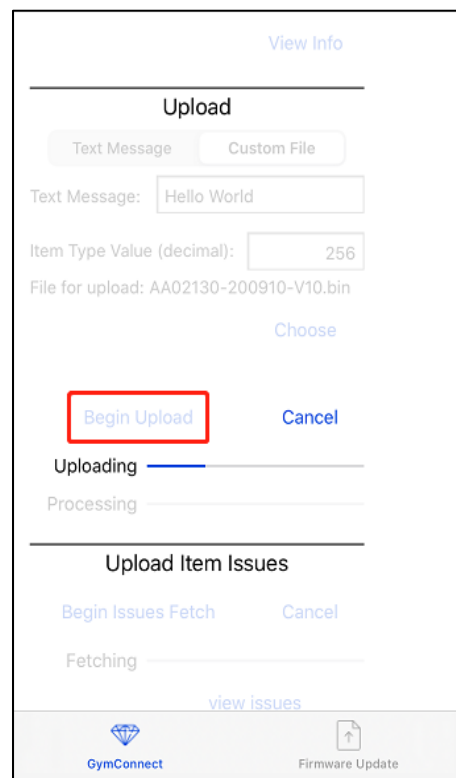 View Info
Upload
Text Message Custom File
Text Message: Hello World
Item Type Value (decimal): 256
File for upload: AA02130-200910-V10.bin
Choose
Begin Upload Cancel
Uploading
Processing
Upload Item Issues
Begin Issues Fetch Cancel
Fetching
view issues
GymConnect Firmware Update